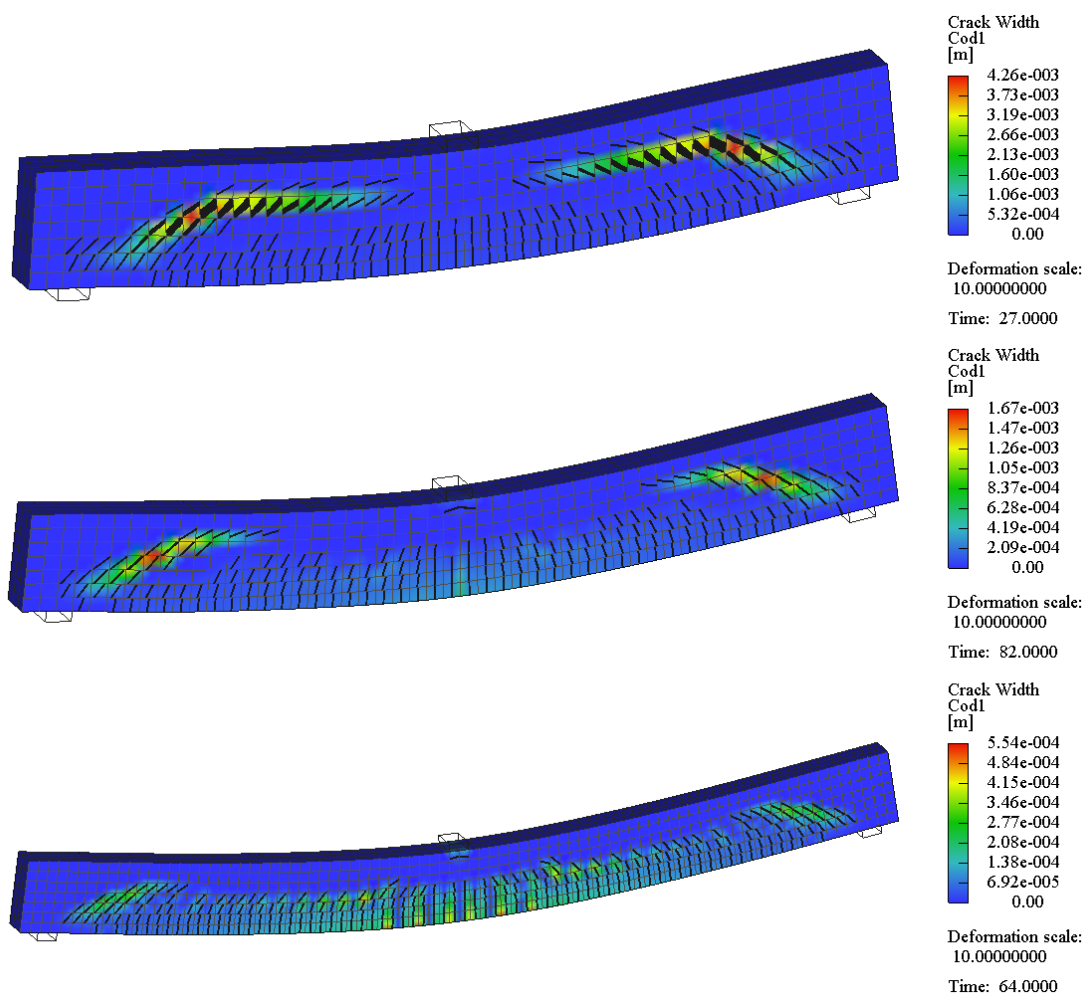 Crack Width
Cod1
[m]
4.26e-003
3.73e-003
3.19e-003
2.66e-003
2.13e-003
1.60e-003
1.06e-003
5.32e-004
0.00
Deformation scale:
10.00000000
Time: 27.0000
Crack Width
Cod1
[m]
1.67e-003
1.47e-003
1.26e-003
1.05e-003
8.37e-004
6.28e-004
4.19e-004
2.09e-004
0.00
Deformation scale:
10.00000000
Time: 82.0000
Crack Width
Cod1
[m]
5.54e-004
4.84e-004
4.15e-004
3.46e-004
2.77e-004
2.08e-004
1.38e-004
6.92e-005
0.00
Deformation scale:
10.00000000
Time: 64.0000